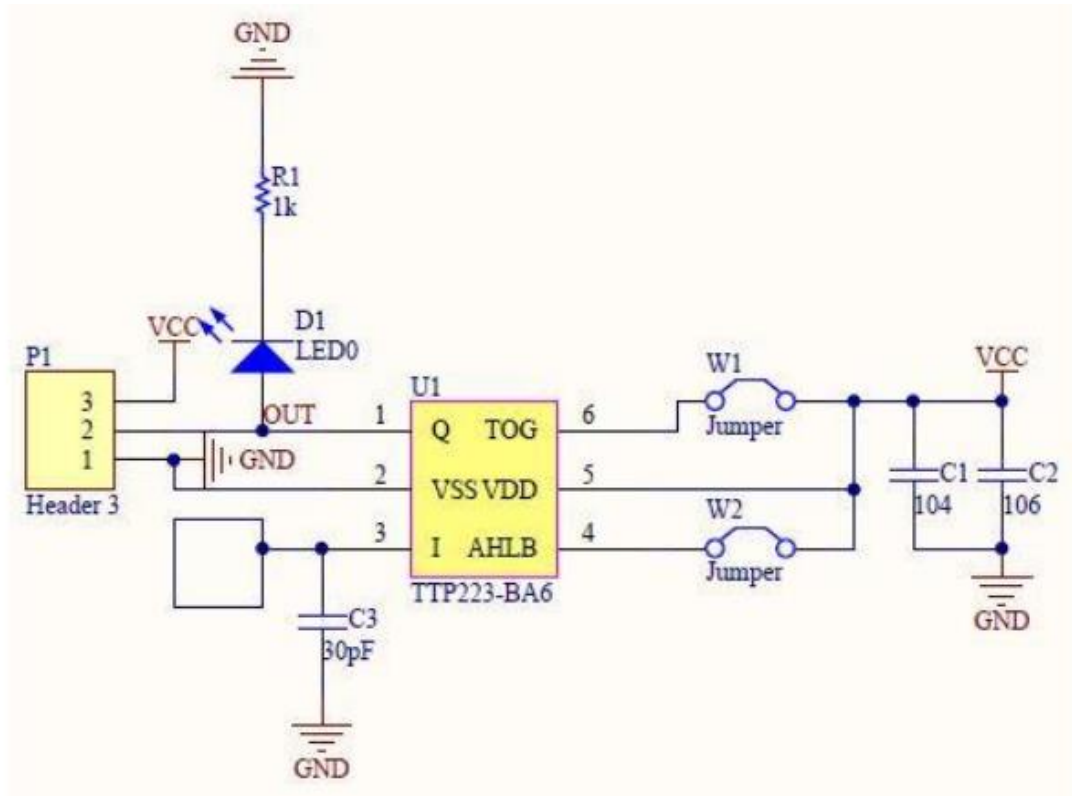 GND
R1
1k
VCC
D1
LED0
P1
3
2
1
Header 3
OUT
GND
U1
1
2
3
Q TOG
VSS VDD
I AHLB
6
5
4
TTP223-BA6
W1
Jumper
W2
Jumper
VCC
C1
104
C2
106
GND
C3
30pF
GND